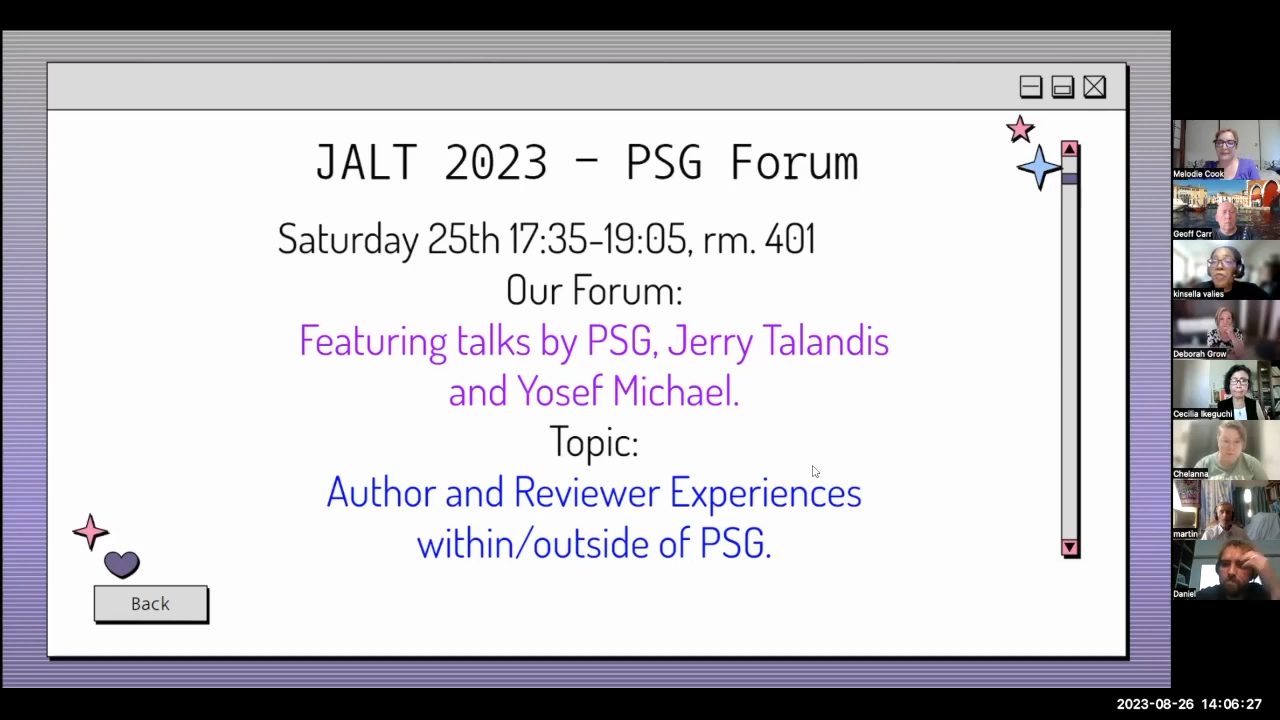 JALT 2023 – PSG Forum
Saturday 25th 17:35-19:05, rm. 401
Our Forum:
Featuring talks by PSG, Jerry Talandis
and Yosef Michael.
Topic:
Author and Reviewer Experiences
within/outside of PSG.
Back
Melodie Cook
Geoff Carr
kinsella valies
Deborah Grow
Cecilia Ikeguchi
Chelanna
martin
Daniel
2023-08-26 14:06:27